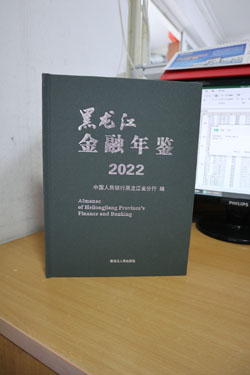 黑龙江
金融年鉴
2022
中国人民银行黑龙江省分行 编
Almanac
of Heilongjiang Province's
Finance and Banking
黑龙江人民出版社
PHILIPS